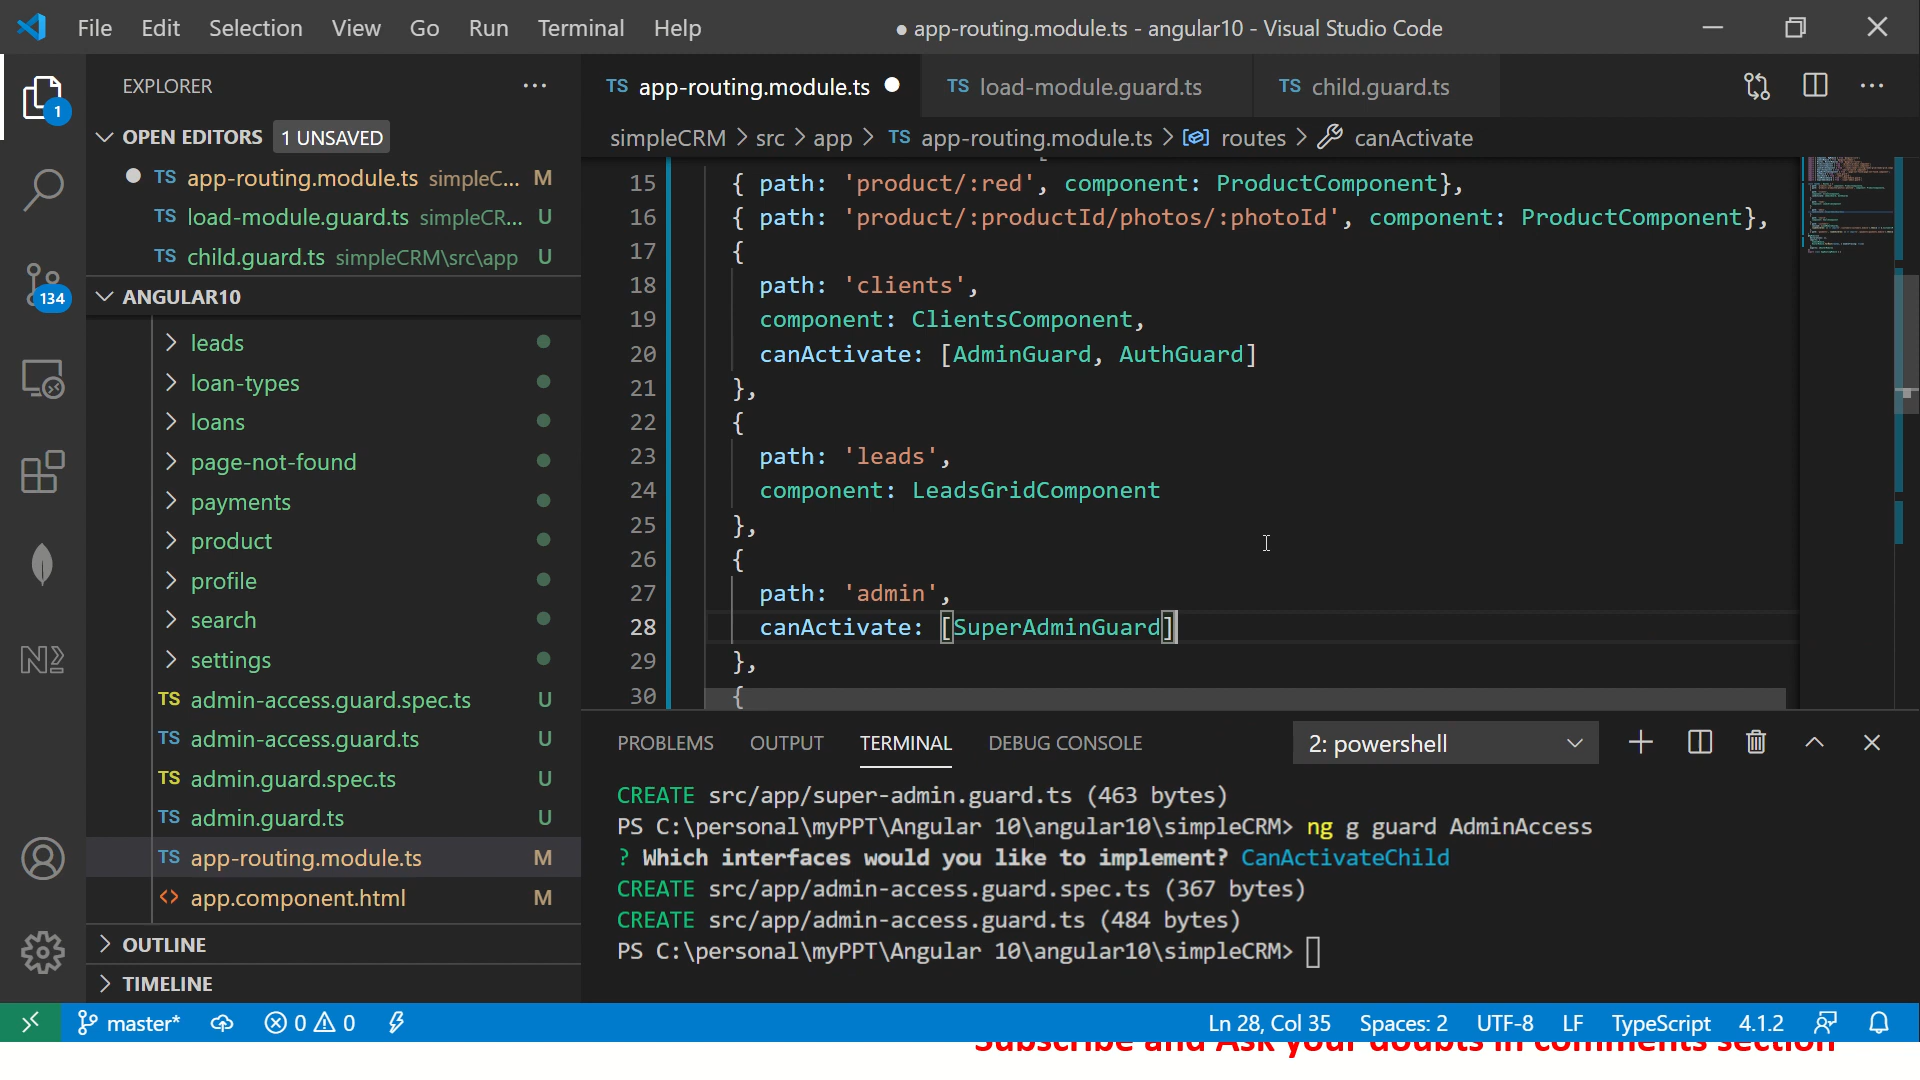 File Edit Selection View Go Run Terminal Help
● app-routing.module.ts - angular10 - Visual Studio Code
EXPLORER
OPEN EDITORS 1 UNSAVED
TS app-routing.module.ts simpleC... M
TS load-module.guard.ts simpleCR... U
TS child.guard.ts simpleCRM\src\app U
ANGULAR10
leads
loan-types
loans
page-not-found
payments
product
profile
search
settings
TS admin-access.guard.spec.ts U
TS admin-access.guard.ts U
TS admin.guard.spec.ts U
TS admin.guard.ts U
TS app-routing.module.ts M
<> app.component.html M
OUTLINE
TIMELINE
1
134
TS app-routing.module.ts
TS load-module.guard.ts
TS child.guard.ts
simpleCRM > src > app > TS app-routing.module.ts > routes > canActivate
15 { path: 'product/:red', component: ProductComponent},
16 { path: 'product/:productId/photos/:photoId', component: ProductComponent},
17 {
18 path: 'clients',
19 component: ClientsComponent,
20 canActivate: [AdminGuard, AuthGuard]
21 },
22 {
23 path: 'leads',
24 component: LeadsGridComponent
25 },
26 {
27 path: 'admin',
28 canActivate: [SuperAdminGuard]
29 },
30 {
PROBLEMS OUTPUT TERMINAL DEBUG CONSOLE
2: powershell
CREATE src/app/super-admin.guard.ts (463 bytes)
PS C:\personal\myPPT\Angular 10\angular10\simpleCRM> ng g guard AdminAccess
? Which interfaces would you like to implement? CanActivateChild
CREATE src/app/admin-access.guard.spec.ts (367 bytes)
CREATE src/app/admin-access.guard.ts (484 bytes)
PS C:\personal\myPPT\Angular 10\angular10\simpleCRM>
master* 0 0
Ln 28, Col 35 Spaces: 2 UTF-8 LF TypeScript 4.1.2
Subscribe and Ask your doubts in comments section